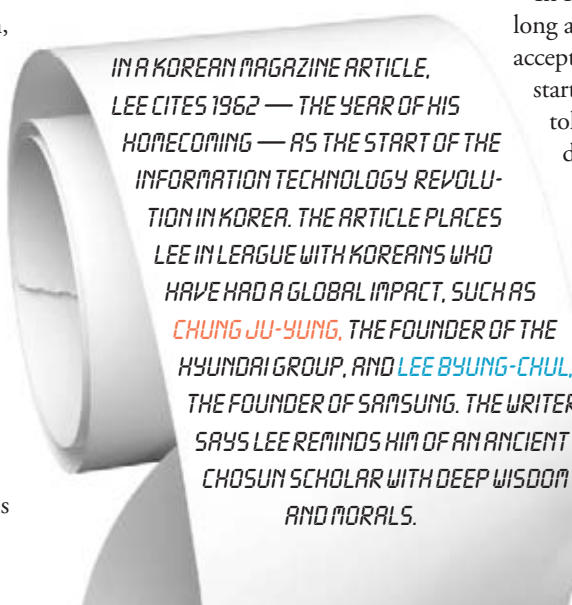 IN A KOREAN MAGAZINE ARTICLE,
LEE CITES 1962 — THE YEAR OF HIS
HOMECOMING — AS THE START OF THE
INFORMATION TECHNOLOGY REVOLU-
TION IN KOREA. THE ARTICLE PLACES
LEE IN LEAGUE WITH KOREANS WHO
HAVE HAD A GLOBAL IMPACT, SUCH AS
CHUNG JU-YUNG, THE FOUNDER OF THE
HYUNDAI GROUP, AND LEE BYUNG-CHUL,
THE FOUNDER OF SAMSUNG. THE WRITER
SAYS LEE REMINDS HIM OF AN ANCIENT
CHOSUN SCHOLAR WITH DEEP WISDOM
AND MORALS.
long a
accept
start